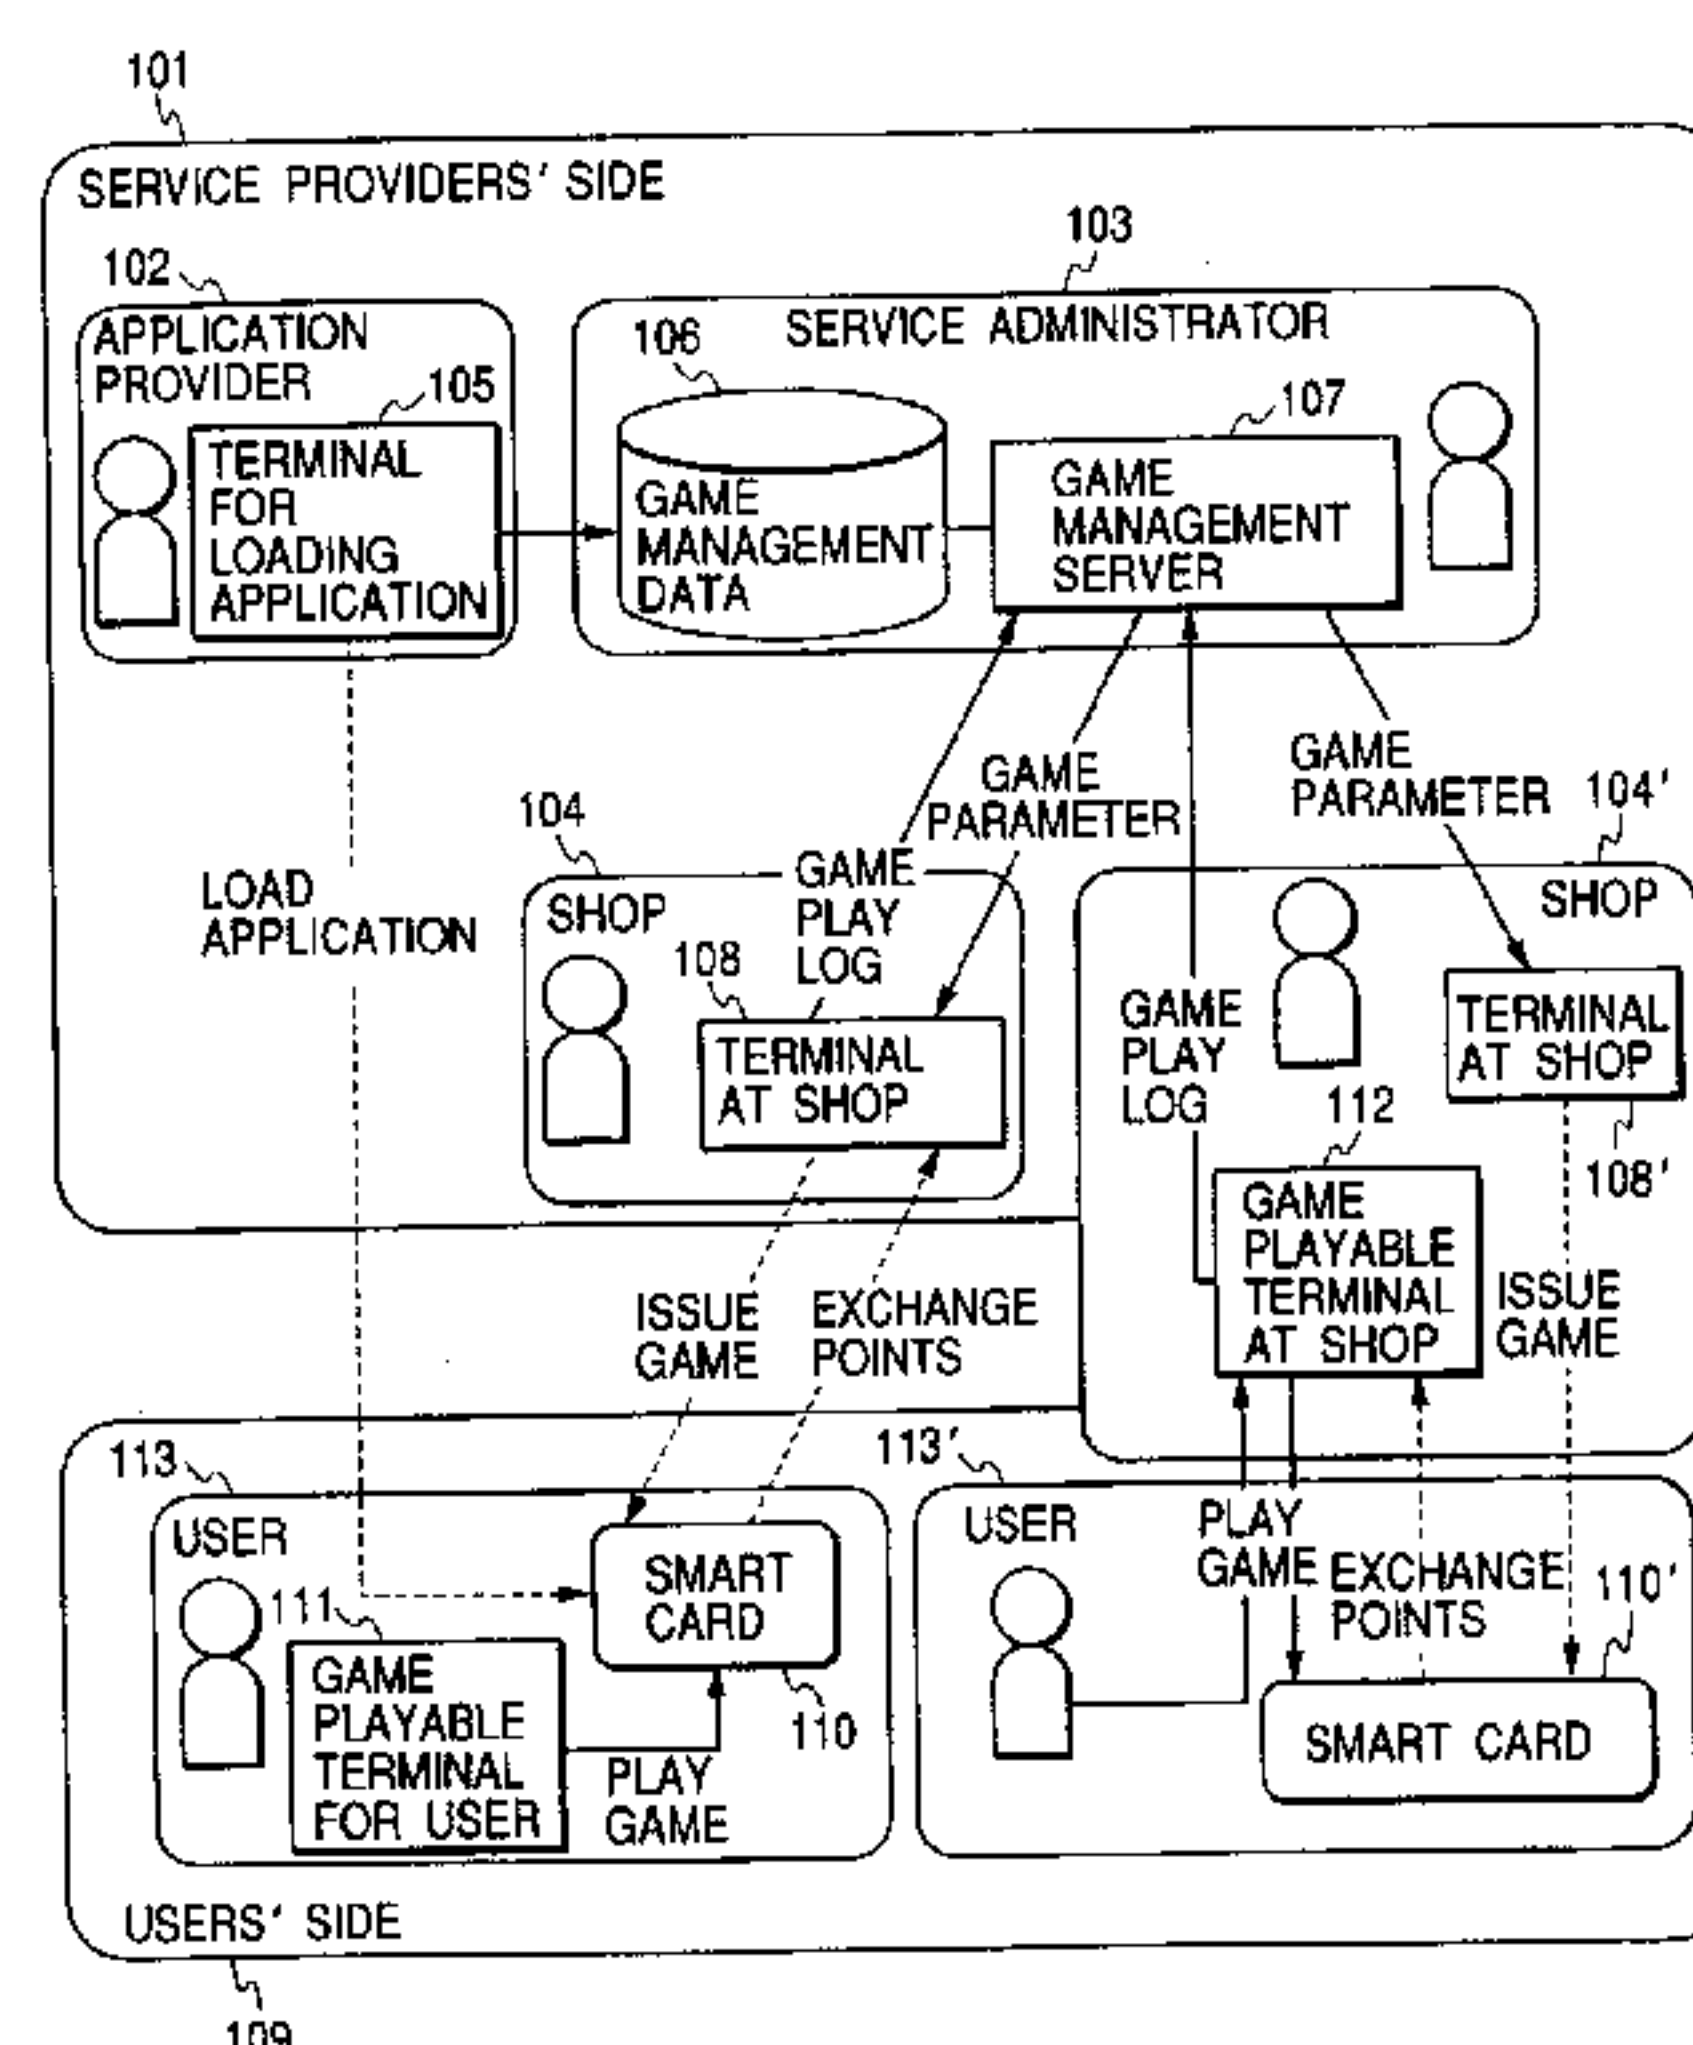 101
SERVICE PROVIDERS' SIDE
103
102
APPLICATION
PROVIDER
105
TERMINAL
FOR
LOADING
APPLICATION
SERVICE ADMINISTRATOR
106
107
GAME
MANAGEMENT
DATA
GAME
MANAGEMENT
SERVER
LOAD
APPLICATION
GAME
PARAMETER
GAME
PARAMETER
104
SHOP
GAME
PLAY
LOG
108
TERMINAL
AT SHOP
104'
SHOP
GAME
PLAY
LOG
TERMINAL
AT SHOP
108'
112
GAME
PLAYABLE
TERMINAL
AT SHOP
ISSUE
GAME
EXCHANGE
POINTS
ISSUE
GAME
113
USER
SMART
CARD
110
111
GAME
PLAYABLE
TERMINAL
FOR USER
PLAY
GAME
113'
USER
PLAY
GAME
EXCHANGE
POINTS
110'
SMART CARD
USERS' SIDE
109